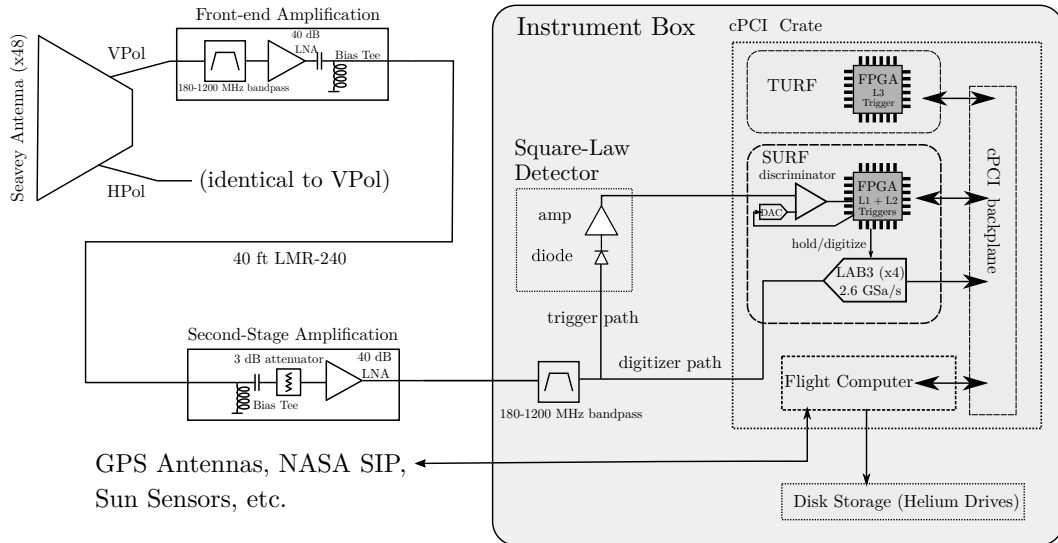 Front-end Amplification
Seavey Antenna (x48)
VPol
40 dB
LNA
Bias Tee
180-1200 MHz bandpass
HPol
(identical to VPol)
40 ft LMR-240
Second-Stage Amplification
3 dB attenuator
40 dB
LNA
Bias Tee
GPS Antennas, NASA SIP,
Sun Sensors, etc.
Instrument Box
cPCI Crate
TURF
FPGA
L3
Trigger
Square-Law
Detector
amp
diode
SURF
discriminator
DAC
FPGA
L1 + L2
Triggers
hold/digitize
LAB3 (x4)
2.6 GSa/s
cPCI backplane
trigger path
digitizer path
180-1200 MHz bandpass
Flight Computer
Disk Storage (Helium Drives)